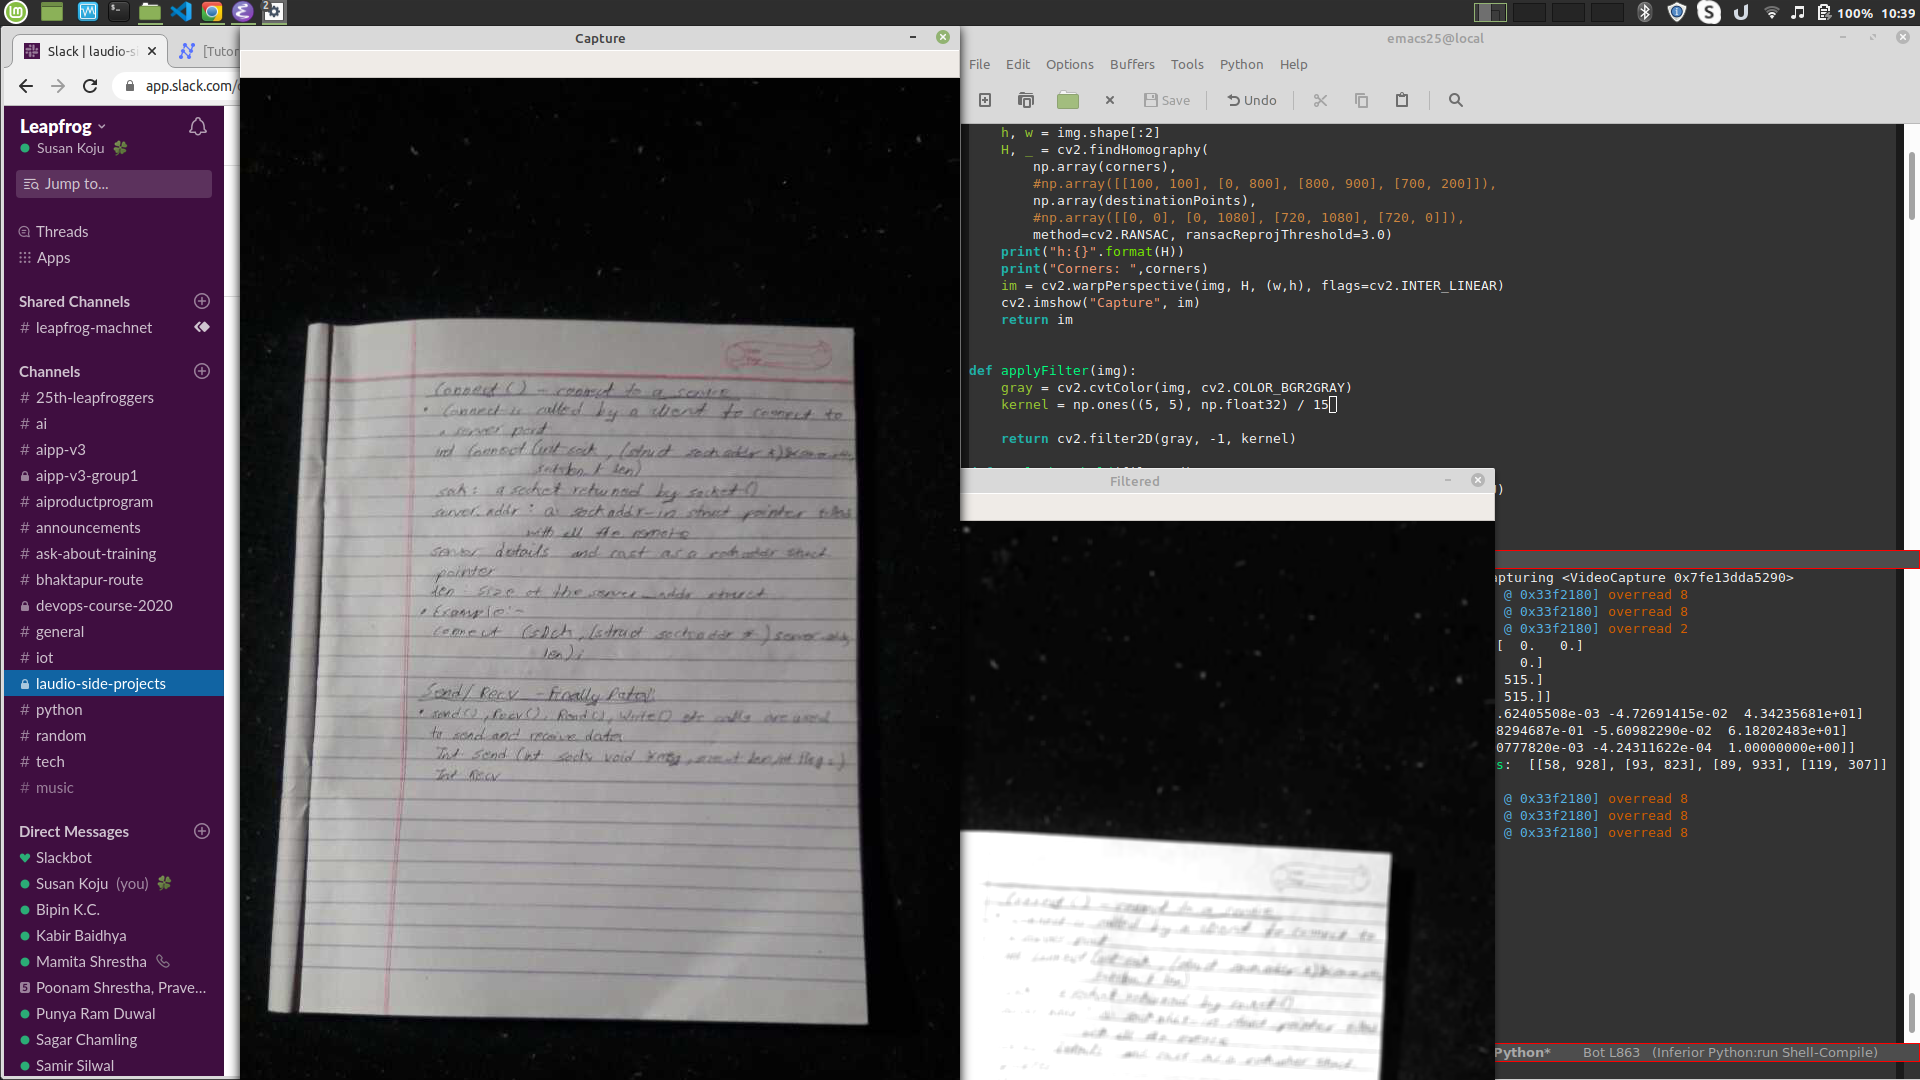 100% 10:39
Slack | laudio-si
[Tutor
app.slack.com/
Leapfrog
Susan Koju
Jump to...
Threads
Apps
Shared Channels
# leapfrog-machnet
Channels
# 25th-leapfroggers
# ai
# aipp-v3
aipp-v3-group1
# aiproductprogram
# announcements
# ask-about-training
# bhaktapur-route
devops-course-2020
# general
# iot
laudio-side-projects
# python
# random
# tech
# music
Direct Messages
Slackbot
Susan Koju (you)
Bipin K.C.
Kabir Baidhya
Mamita Shrestha
5 Poonam Shrestha, Prave...
Punya Ram Duwal
Sagar Chamling
Samir Silwal
Capture
Connect () - connect to a server
• Connect is called by a client to connect to
a server port
int connect (int sock, (struct sockaddr *)
len)
sock: a socket returned by socket ()
server_addr: a sockaddr-in struct pointer filled
with all the remote
server details and cast as a sockaddr struct
pointer
len: size of the server_addr struct
• Example:-
connect (sock, (struct sockaddr *) server_addr,
len);
Send/Recv - Finally Data!!
• send(), Recv(), Read(), Write() etc calls are used
to send and receive data
Int send (int sock, void *msg, len, int flags)
Int Recv
emacs25@local
File Edit Options Buffers Tools Python Help
Save Undo
h, w = img.shape[:2]
H, _ = cv2.findHomography(
np.array(corners),
#np.array([[100, 100], [0, 800], [800, 900], [700, 200]]),
np.array(destinationPoints),
#np.array([[0, 0], [0, 1080], [720, 1080], [720, 0]]),
method=cv2.RANSAC, ransacReprojThreshold=3.0)
print("h:{}".format(H))
print("Corners: ",corners)
im = cv2.warpPerspective(img, H, (w,h), flags=cv2.INTER_LINEAR)
cv2.imshow("Capture", im)
return im
def applyFilter(img):
gray = cv2.cvtColor(img, cv2.COLOR_BGR2GRAY)
kernel = np.ones((5, 5), np.float32) / 15
return cv2.filter2D(gray, -1, kernel)
Filtered
Connect () - connect to a
called by a client to connect to
apturing <VideoCapture 0x7fe13dda5290>
@ 0x33f2180] overread 8
@ 0x33f2180] overread 8
@ 0x33f2180] overread 2
[ 0. 0.]
0.]
515.]
515.]]
.62405508e-03 -4.72691415e-02 4.34235681e+01]
8294687e-01 -5.60982290e-02 6.18202483e+01]
0777820e-03 -4.24311622e-04 1.00000000e+00]]
s: [[58, 928], [93, 823], [89, 933], [119, 307]]
@ 0x33f2180] overread 8
@ 0x33f2180] overread 8
@ 0x33f2180] overread 8
Python* Bot L863 (Inferior Python:run Shell-Compile)